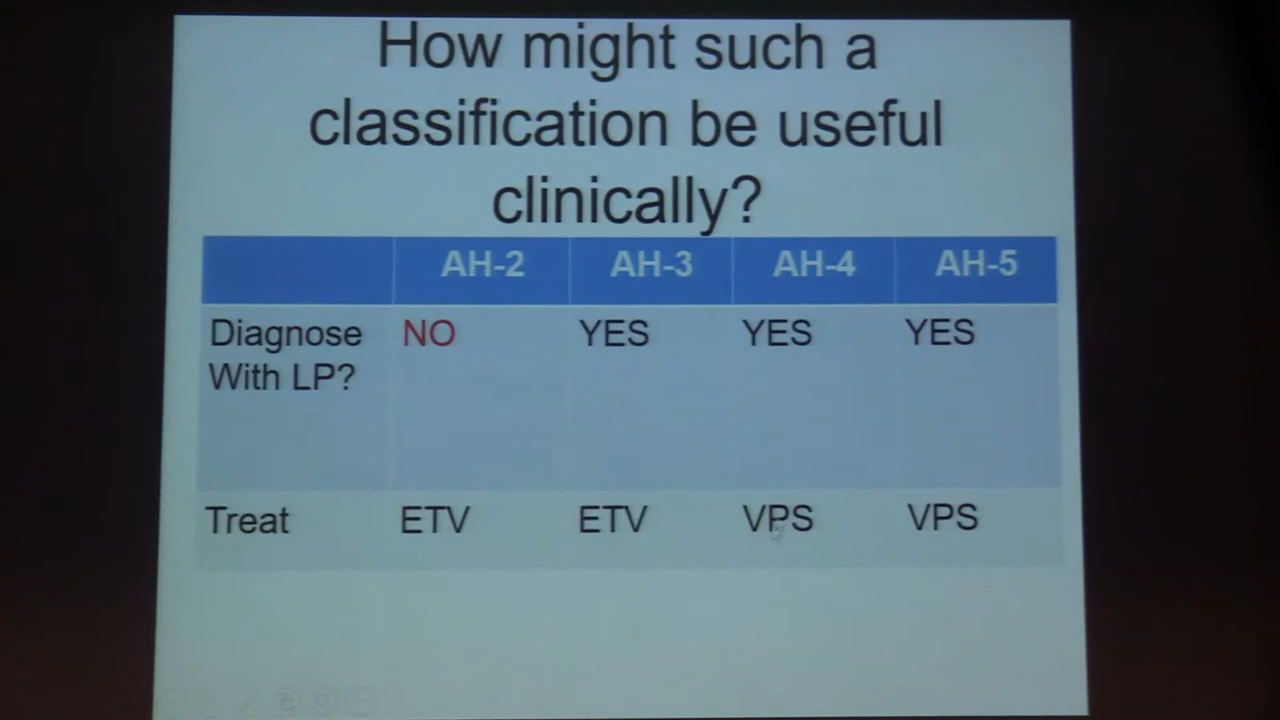 How might such a
classification be useful
clinically?
AH-2 AH-3 AH-4 AH-5
Diagnose NO YES YES YES
With LP?
Treat ETV ETV VPS VPS